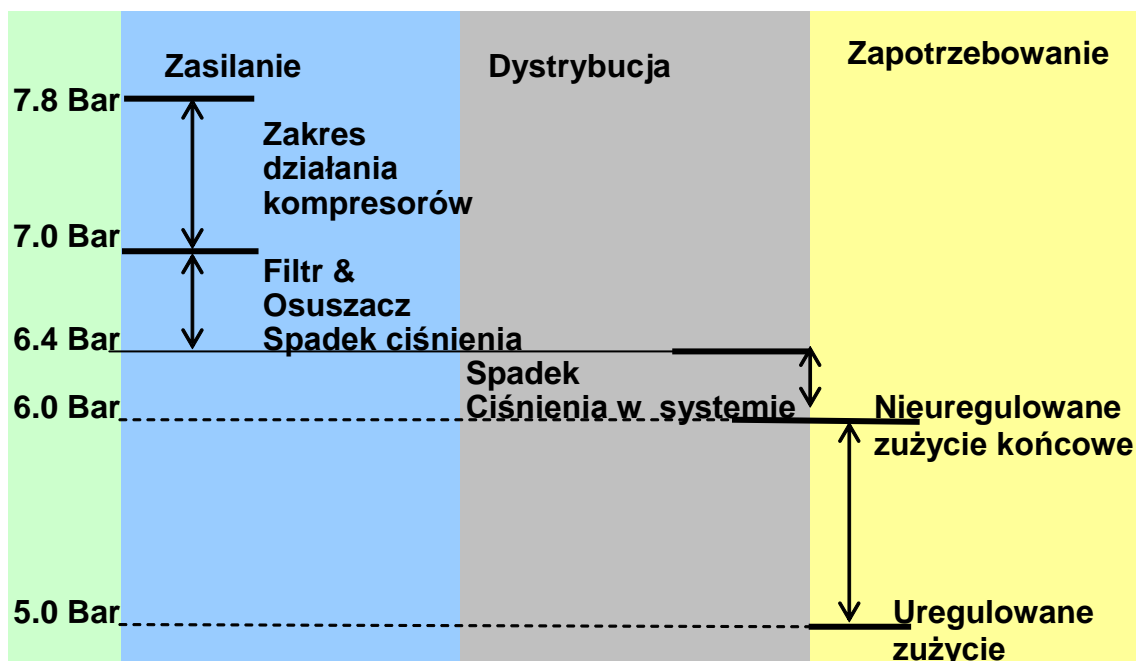 Zasilanie
Dystrybucja
Zapotrzebowanie
7.8 Bar
Zakres
działania
kompresorów
7.0 Bar
Filtr &
Osuszacz
Spadek ciśnienia
6.4 Bar
Spadek
Ciśnienia w systemie
6.0 Bar
Nieuregulowane
zużycie końcowe
5.0 Bar
Uregulowane
zużycie